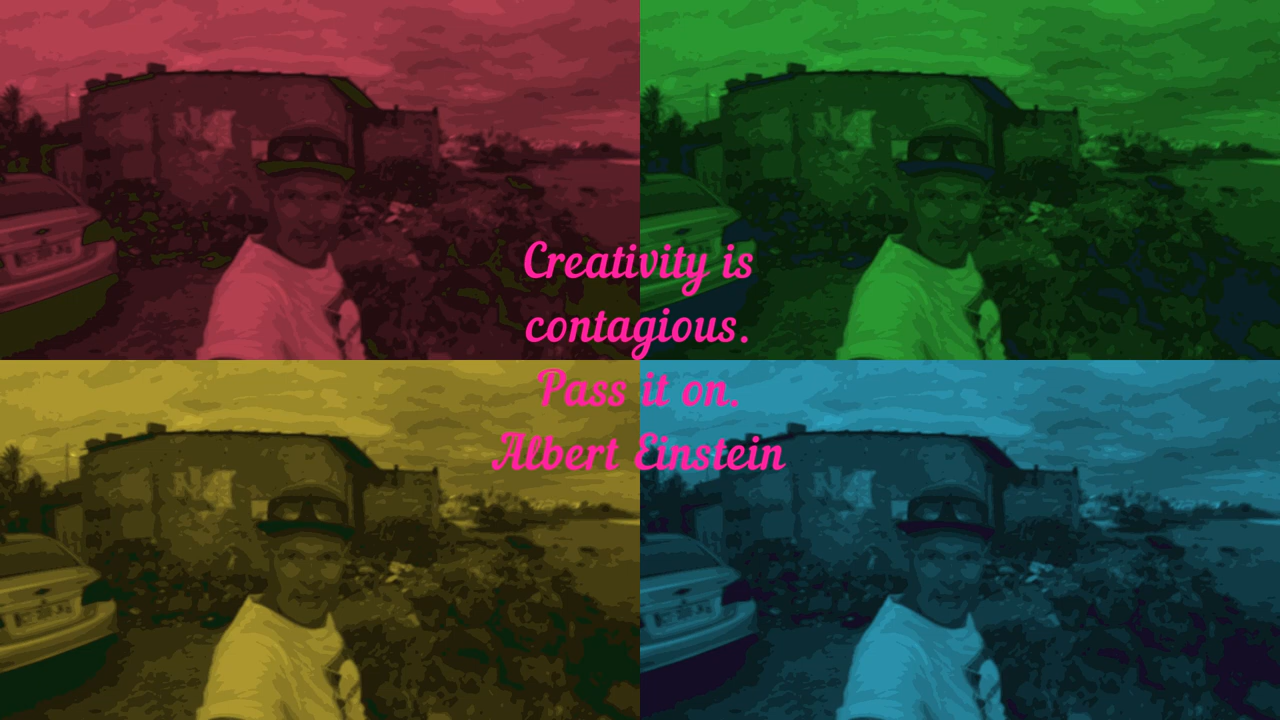 Creativity is
contagious.
Pass it on.
Albert Einstein